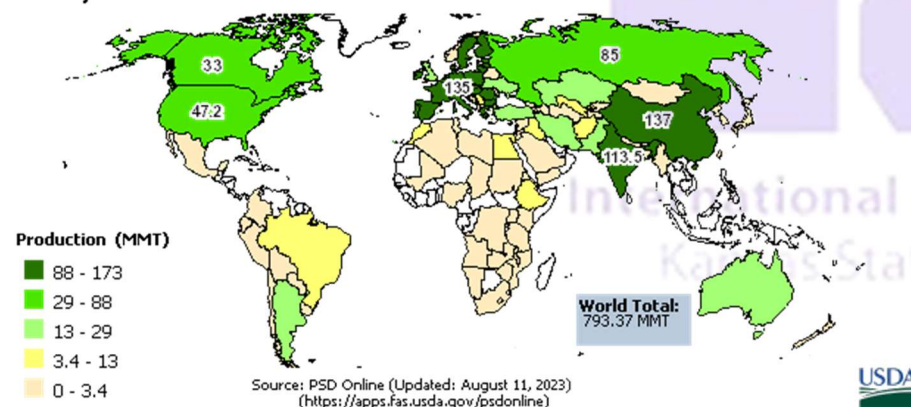 33
47.2
135
85
137
113.5
International
Production (MMT)
88 - 173
29 - 88
13 - 29
3.4 - 13
0 - 3.4
World Total:
793.37 MMT
Source: PSD Online (Updated: August 11, 2023)
(https://apps.fas.usda.gov/psdonline)
USDA